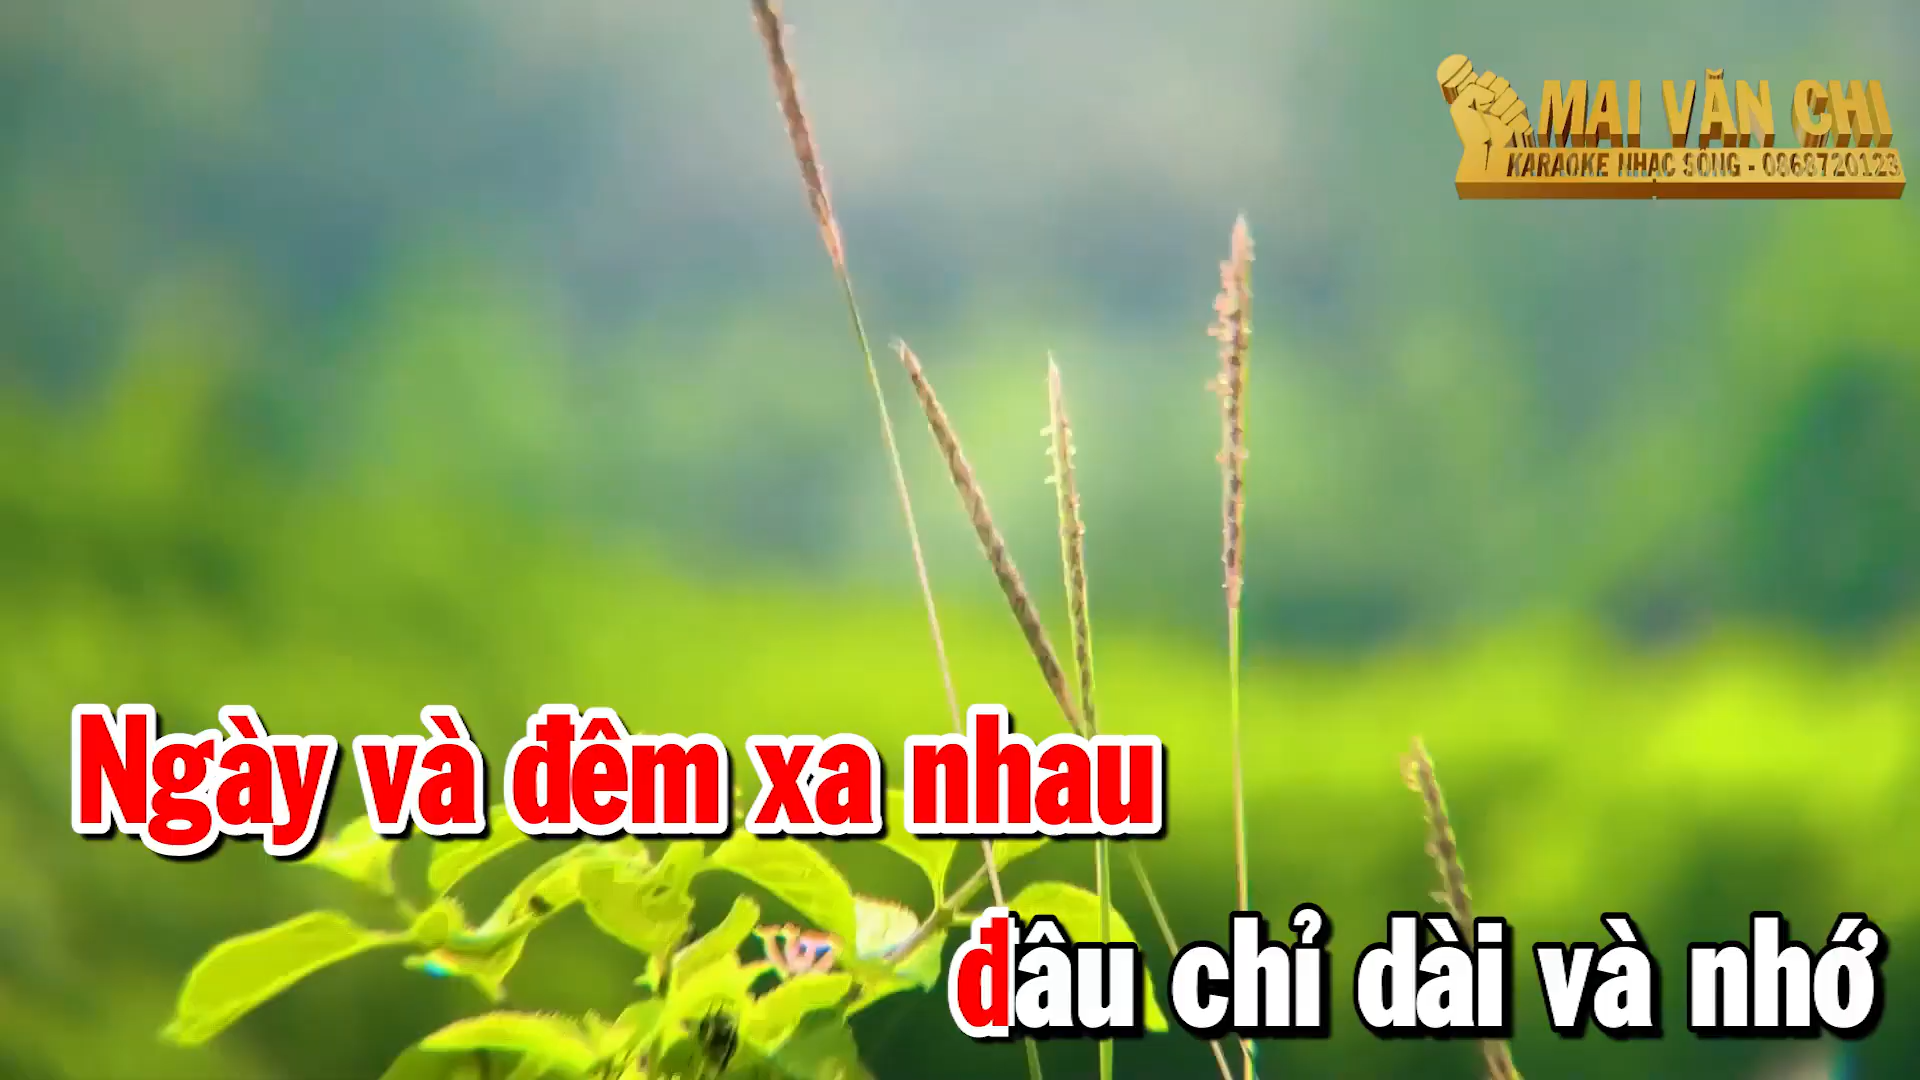 MAI VĂN CHI
KARAOKE NHẠC SỐNG - 0868720123
Ngày và đêm xa nhau
đâu chỉ dài và nhớ